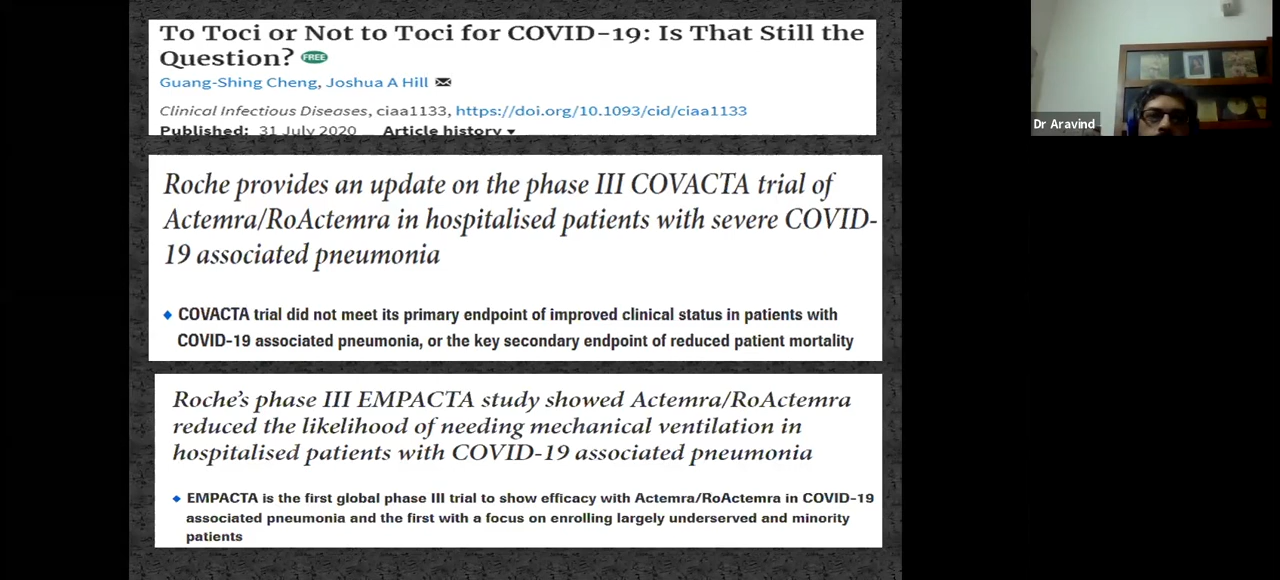 To Toci or Not to Toci for COVID-19: Is That Still the
Question? FREE
Guang-Shing Cheng, Joshua A Hill
Clinical Infectious Diseases, ciaa1133, https://doi.org/10.1093/cid/ciaa1133
Published: 31 July 2020 Article history
Roche provides an update on the phase III COVACTA trial of
Actemra/RoActemra in hospitalised patients with severe COVID-
19 associated pneumonia
COVACTA trial did not meet its primary endpoint of improved clinical status in patients with
COVID-19 associated pneumonia, or the key secondary endpoint of reduced patient mortality
Roche's phase III EMPACTA study showed Actemra/RoActemra
reduced the likelihood of needing mechanical ventilation in
hospitalised patients with COVID-19 associated pneumonia
EMPACTA is the first global phase III trial to show efficacy with Actemra/RoActemra in COVID-19
associated pneumonia and the first with a focus on enrolling largely underserved and minority
patients
Dr Aravind